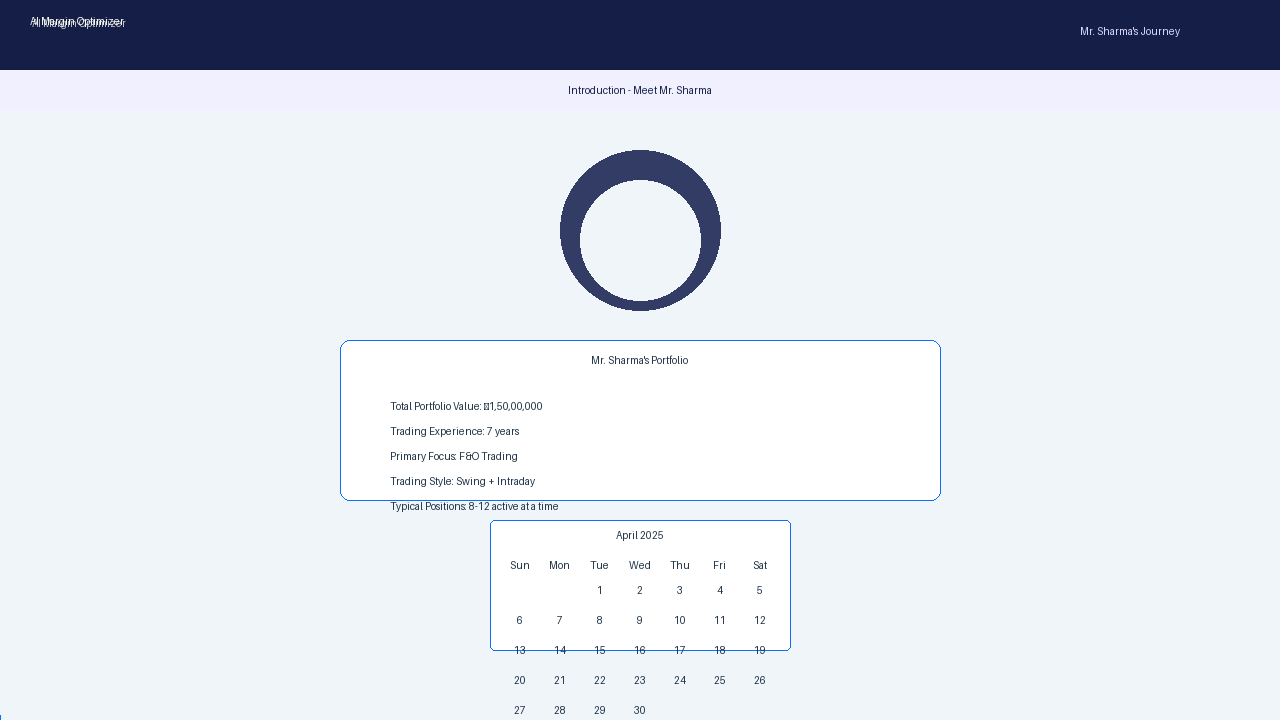 AI Margin Optimizer
AI Margin Optimizer
Mr. Sharma's Journey
Introduction - Meet Mr. Sharma
Mr. Sharma's Portfolio
Total Portfolio Value: 1,50,00,000
Trading Experience: 7 years
Primary Focus: F&O Trading
Trading Style: Swing + Intraday
Typical Positions: 8-12 active at a time
April 2025
Sun Mon Tue Wed Thu Fri Sat
1 2 3 4 5
6 7 8 9 10 11 12
13 14 15 16 17 18 19
20 21 22 23 24 25 26
27 28 29 30